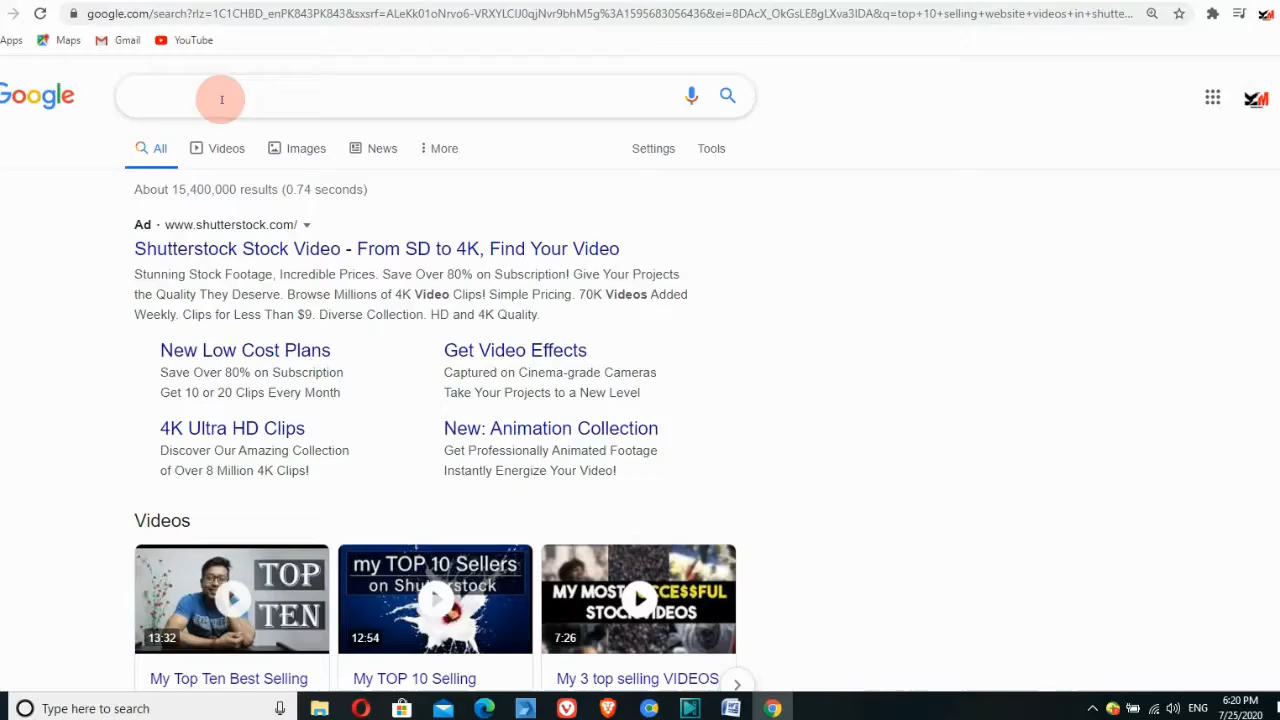 google.com/search?rlz=1C1CHBD_enPK843PK843&sxsrf=ALeKk01oNrvo6-VRXYLClJ0qjNvr9bhM5g%3A1595683056436&ei=8DAcX_OkGsLE8gLXva3IDA&q=top+10+selling+website+videos+in+shutte...
Apps Maps Gmail YouTube
Google
All Videos Images News More Settings Tools
About 15,400,000 results (0.74 seconds)
Ad · www.shutterstock.com/
Shutterstock Stock Video - From SD to 4K, Find Your Video
Stunning Stock Footage, Incredible Prices. Save Over 80% on Subscription! Give Your Projects
the Quality They Deserve. Browse Millions of 4K Video Clips! Simple Pricing. 70K Videos Added
Weekly. Clips for Less Than $9. Diverse Collection. HD and 4K Quality.
New Low Cost Plans
Save Over 80% on Subscription
Get 10 or 20 Clips Every Month
Get Video Effects
Captured on Cinema-grade Cameras
Take Your Projects to a New Level
4K Ultra HD Clips
Discover Our Amazing Collection
of Over 8 Million 4K Clips!
New: Animation Collection
Get Professionally Animated Footage
Instantly Energize Your Video!
Videos
TOP
TEN
13:32
my TOP 10 Sellers
on Shutterstock
12:54
MY MOST SUCCE$$FUL
STOCK VIDEOS
7:26
My Top Ten Best Selling
My TOP 10 Selling
My 3 top selling VIDEOS
Type here to search
ENG
6:20 PM
7/25/2020